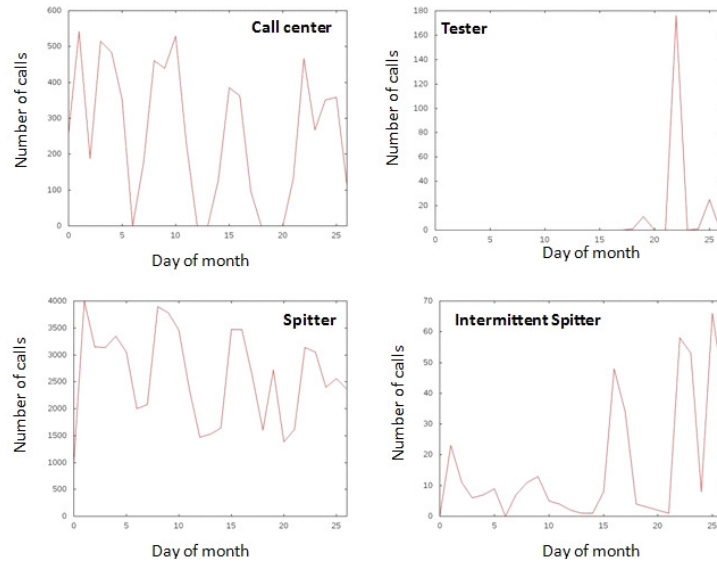 Call center
Number of calls
600
500
400
300
200
100
0
0 5 10 15 20 25
Day of month
Tester
Number of calls
180
160
140
120
100
80
60
40
20
0
0 5 10 15 20 25
Day of month
Spitter
Number of calls
4000
3500
3000
2500
2000
1500
1000
500
0
0 5 10 15 20 25
Day of month
Intermittent Spitter
Number of calls
70
60
50
40
30
20
10
0
0 5 10 15 20 25
Day of month